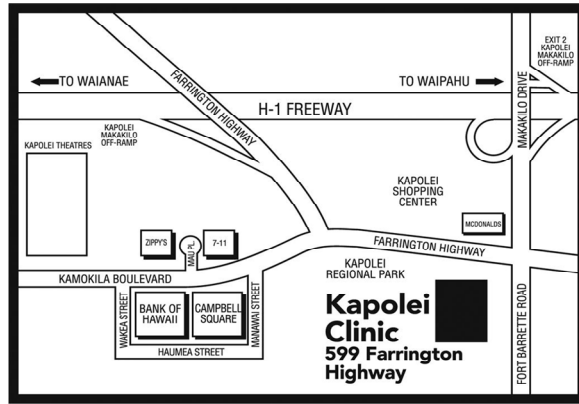 EXIT 2
KAPOLEI
MAKAKILO
OFF-RAMP
TO WAIANAE
FARRINGTON HIGHWAY
TO WAIPAHU
MAKAKILO DRIVE
H-1 FREEWAY
KAPOLEI
MAKAKILO
OFF-RAMP
KAPOLEI THEATRES
KAPOLEI
SHOPPING
CENTER
MCDONALDS
ZIPPY'S
MAU PL.
7-11
FARRINGTON HIGHWAY
KAPOLEI
REGIONAL PARK
KAMOKILA BOULEVARD
WAKEA STREET
BANK OF
HAWAII
CAMPBELL
SQUARE
MANAWAI STREET
HAUMEA STREET
Kapolei
Clinic
599 Farrington
Highway
FORT BARRETTE ROAD